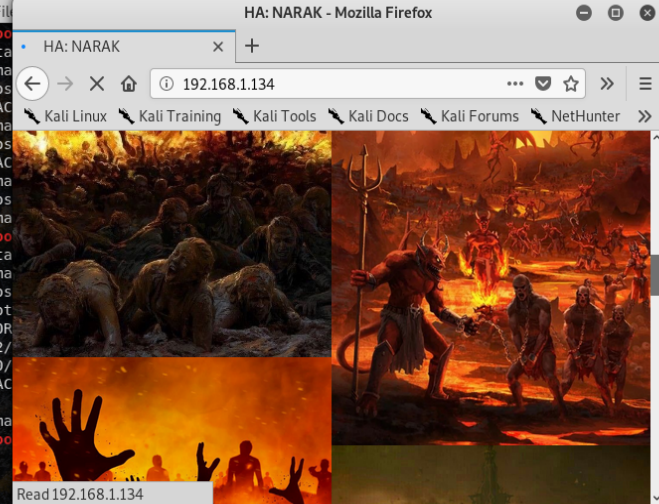 HA: NARAK - Mozilla Firefox
HA: NARAK
192.168.1.134
Kali Linux Kali Training Kali Tools Kali Docs Kali Forums NetHunter
Read 192.168.1.134